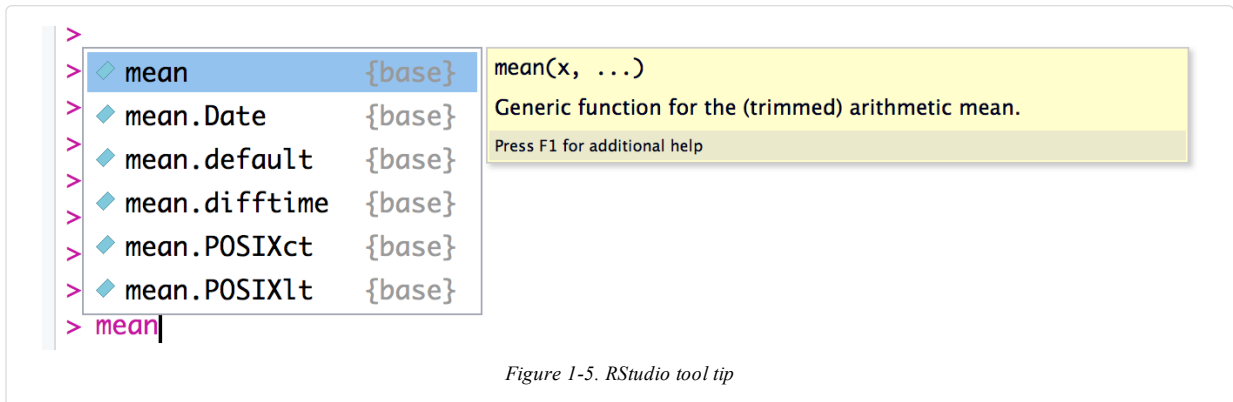 >
> mean {base}
> mean.Date {base}
> mean.default {base}
> mean.difftime {base}
> mean.POSIXct {base}
> mean.POSIXlt {base}
> mean
mean(x, ...)
Generic function for the (trimmed) arithmetic mean.
Press F1 for additional help
Figure 1-5. RStudio tool tip